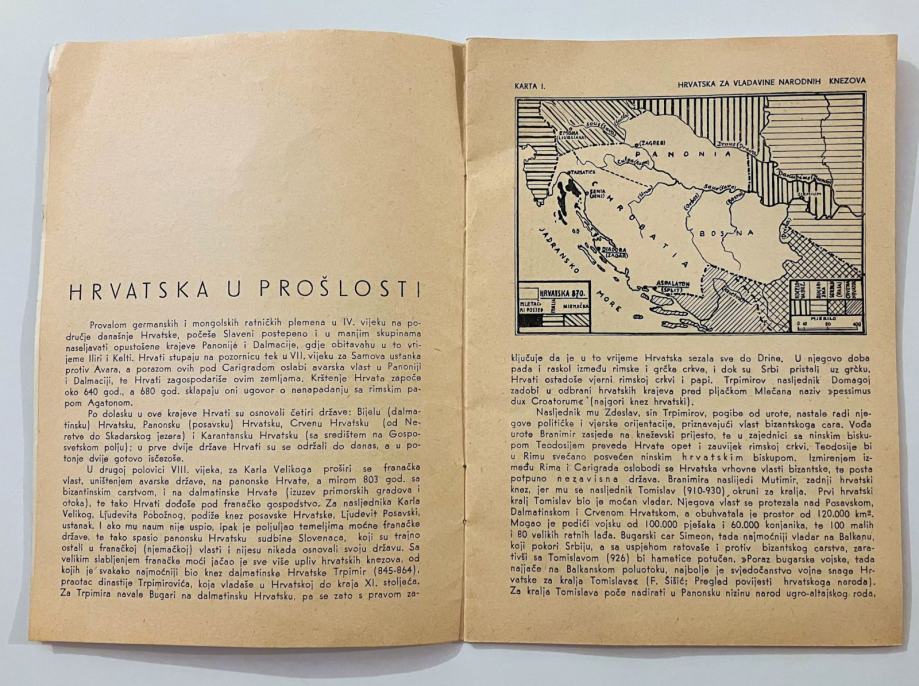 HRVATSKA U PROŠLOSTI
Provalom germanskih i mongolskih ratničkih plemena u IV. vijeku na po-
dručje današnje Hrvatske, počeše Slaveni postepeno i u manjim skupinama
naseljavati opustošene krajeve Panonije i Dalmacije, gdje obitavahu u to vri-
jeme Iliri i Kelti. Hrvati stupaju na pozornicu tek u VII. vijeku za Samova ustanka
protiv Avara, a porazom ovih pod Carigradom oslabi avarska vlast u Panoniji
i Dalmaciji, te Hrvati zagospodariše ovim zemljama. Krštenje Hrvata započe
oko 640 god., a 680 god. sklapaju oni ugovor o nenapadanju sa rimskim pa-
pom Agatonom.
Po dolasku u ove krajeve Hrvati su osnovali četiri države: Bijelu (dalma-
tinsku) Hrvatsku, Panonsku (posavsku) Hrvatsku, Crvenu Hrvatsku (od Ne-
retve do Skadarskog jezera) i Karantansku Hrvatsku (sa središtem na Gospo-
svetskom polju); u prve dvije država Hrvati su se održali do danas, a u po-
tonje dvije gotovo iščezoše.
U drugoj polovici VIII. vijeka, za Karla Velikoga proširi se franačka
vlast, uništenjem avarske države, na panonske Hrvate, a mirom 803 god. sa
bizantinskim carstvom, i na dalmatinske Hrvate (izuzev primorskih gradova i
otoka), te tako Hrvati dođoše pod franačko gospodstvo. Za nasljednika Karla
Velikog, Ljudevita Pobožnog, podiže knez posavske Hrvatske, Ljudevit Posavski,
ustanak. I ako mu naum nije uspio, ipak je poljuljao temeljima moćne franačke
države, te tako spasio panonsku Hrvatsku sudbine Slovenaca, koji su trajno
ostali u franačkoj (njemačkoj) vlasti i nijesu nikada osnovali svoju državu. Sa
velikim slabljenjem franačke moći jačao je sve više upliv hrvatskih knezova, od
kojih je svakako najmoćniji bio knez dalmatinske Hrvatske Trpimir (845-864),
praotac dinastije Trpimirovića, koja vladaše u Hrvatskoj do kraja XI. stoljeća.
Za Trpimira navale Bugari na dalmatinsku Hrvatsku, pa se zato s pravom za-
KARTA I.
HRVATSKA ZA VLADAVINE NARODNIH KNEZOVA
EMONA
(LJUBLJANA)
(ZAGREB)
PANONIA
TARSATICA
SENIA
(SENJ)
CHROBATIA
BOSNA
DIADORA
(ZADAR)
JADRANSKO MORE
ASPALATON
(SPLIT)
HRVATSKA 870.
MJERILO
ključuje da je u to vrijeme Hrvatska sezala sve do Drine. U njegovo doba
pada i raskol između rimske i grčke crkve, i dok su Srbi pristali uz grčku,
Hrvati ostadoše vjerni rimskoj crkvi i papi. Trpimirov nasljednik Domagoj
zadobi u odbrani hrvatskih krajeva pred pljačkom Mlečana naziv »pessimus
dux Croatorum« (najgori knez hrvatski).
Nasljednik mu Zdeslav, sin Trpimirov, pogibe od urote, nastale radi nje-
gove političke i vjerske orijentacije, priznavajući vlast bizantskoga cara. Vođa
urote Branimir zasjeda na kneževski prijesto, te u zajednici sa ninskim bisku-
pom Teodosijem prevede Hrvate opet i zauvijek rimskoj crkvi. Teodosije bi
u Rimu svečano posvećen ninskim hrvatskim biskupom. Izmirenjem iz-
među Rima i Carigrada oslobodi se Hrvatska vrhovne vlasti bizantske, te posta
potpuno nezavisna država. Branimira naslijedi Mutimir, zadnji hrvatski
knez, jer mu se nasljednik Tomislav (910-930) okruni za kralja. Prvi hrvatski
kralj Tomislav bio je moćan vladar. Njegova vlast se protezala nad Posavskom,
Dalmatinskom i Crvenom Hrvatskom, a obuhvatala je prostor od 120.000 km².
Mogao je podići vojsku od 100.000 pješaka i 60.000 konjanika, te 100 malih
i 80 velikih ratnih lađa. Bugarski car Simeon, tada najmoćniji vladar na Balkanu,
koji pokori Srbiju, a sa uspjehom ratovaše i protiv bizantskog carstva, zara-
tivši sa Tomislavom (926) bi hametice potučen. »Poraz bugarske vojske, tada
najjače na Balkanskom poluotoku, najbolje je svjedočanstvo vojne snage Hr-
vatske za kralja Tomislava« (F. Šišić; Pregled povijesti hrvatskoga naroda).
Za kralja Tomislava poče nadirati u Panonsku nizinu narod ugro-altajskog roda,